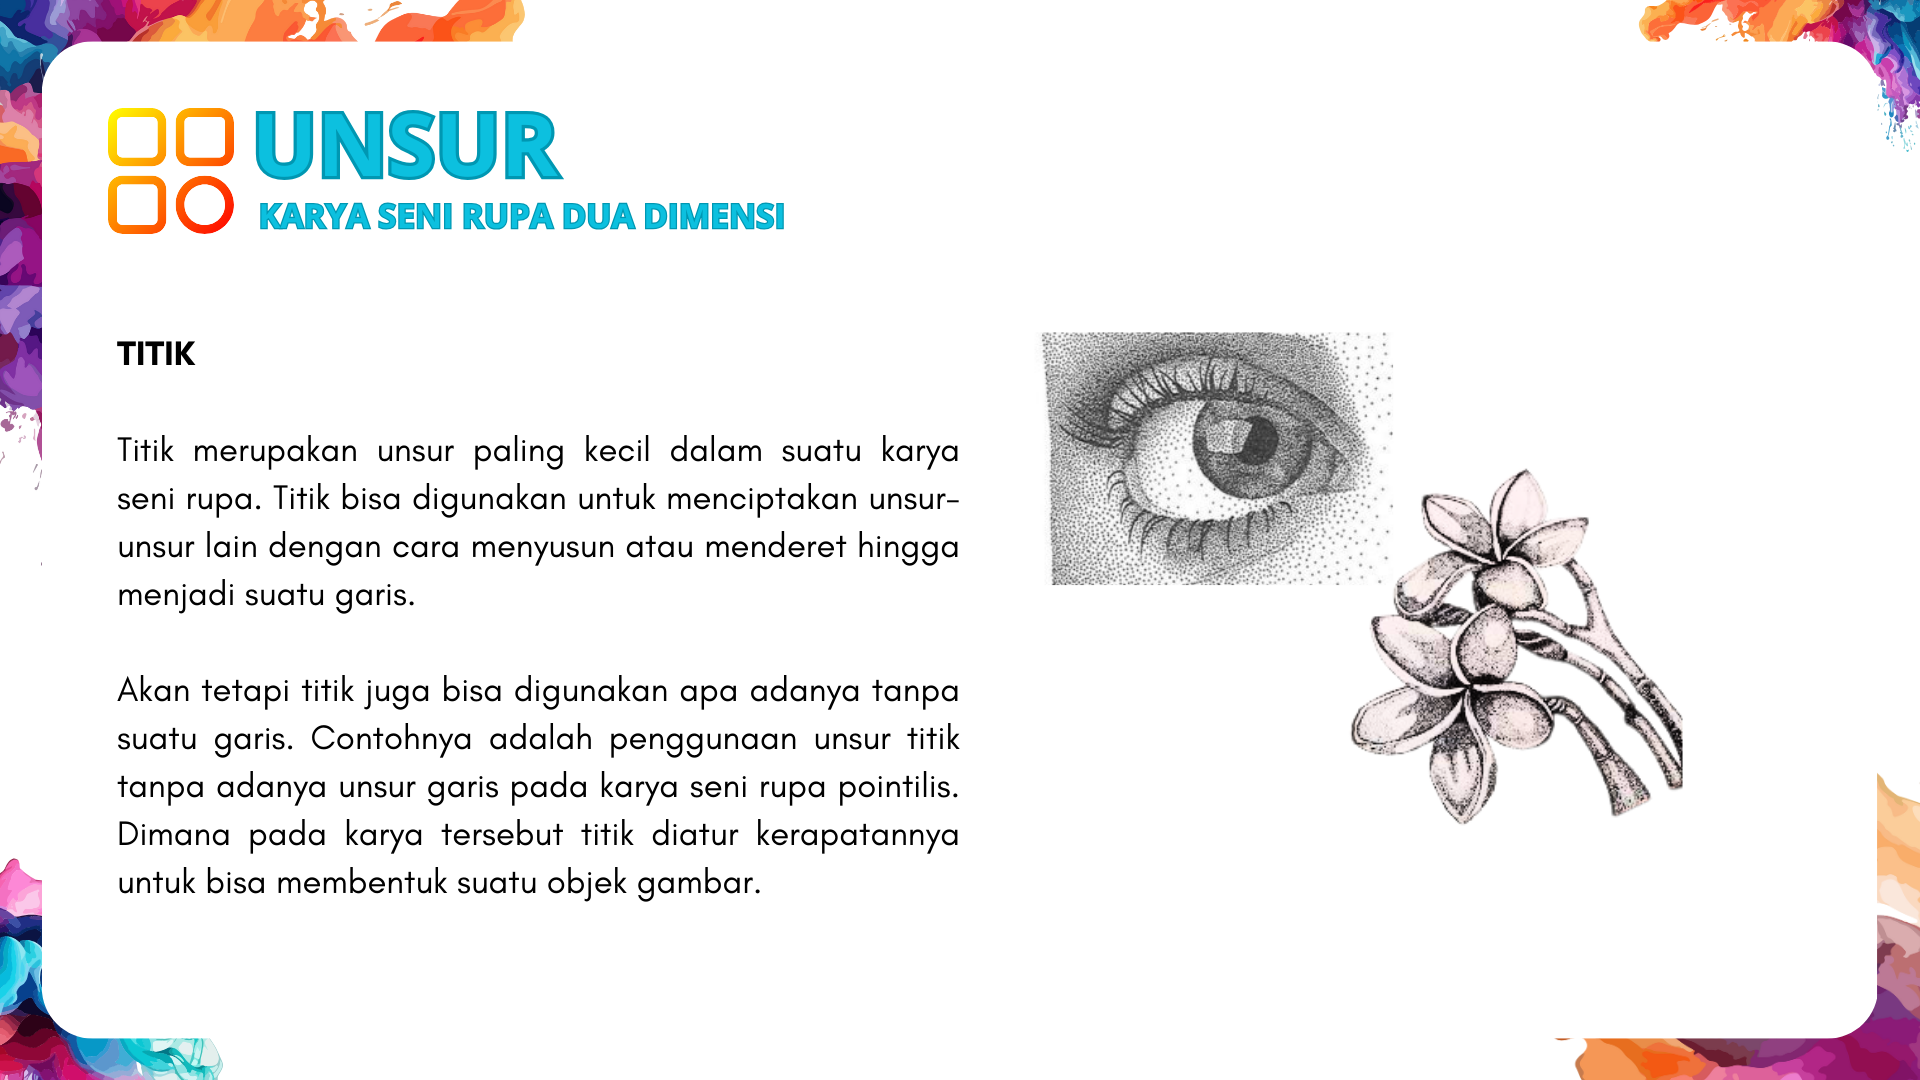 UNSUR
KARYA SENI RUPA DUA DIMENSI
TITIK
Titik merupakan unsur paling kecil dalam suatu karya
seni rupa. Titik bisa digunakan untuk menciptakan unsur-
unsur lain dengan cara menyusun atau menderet hingga
menjadi suatu garis.
Akan tetapi titik juga bisa digunakan apa adanya tanpa
suatu garis. Contohnya adalah penggunaan unsur titik
tanpa adanya unsur garis pada karya seni rupa pointilis.
Dimana pada karya tersebut titik diatur kerapatannya
untuk bisa membentuk suatu objek gambar.